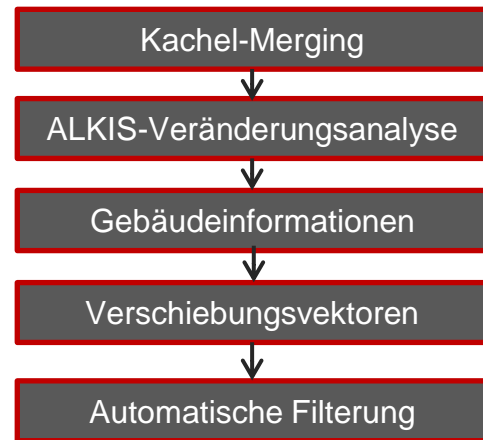 Kachel-Merging
ALKIS-Veränderungsanalyse
Gebäudeinformationen
Verschiebungsvektoren
Automatische Filterung